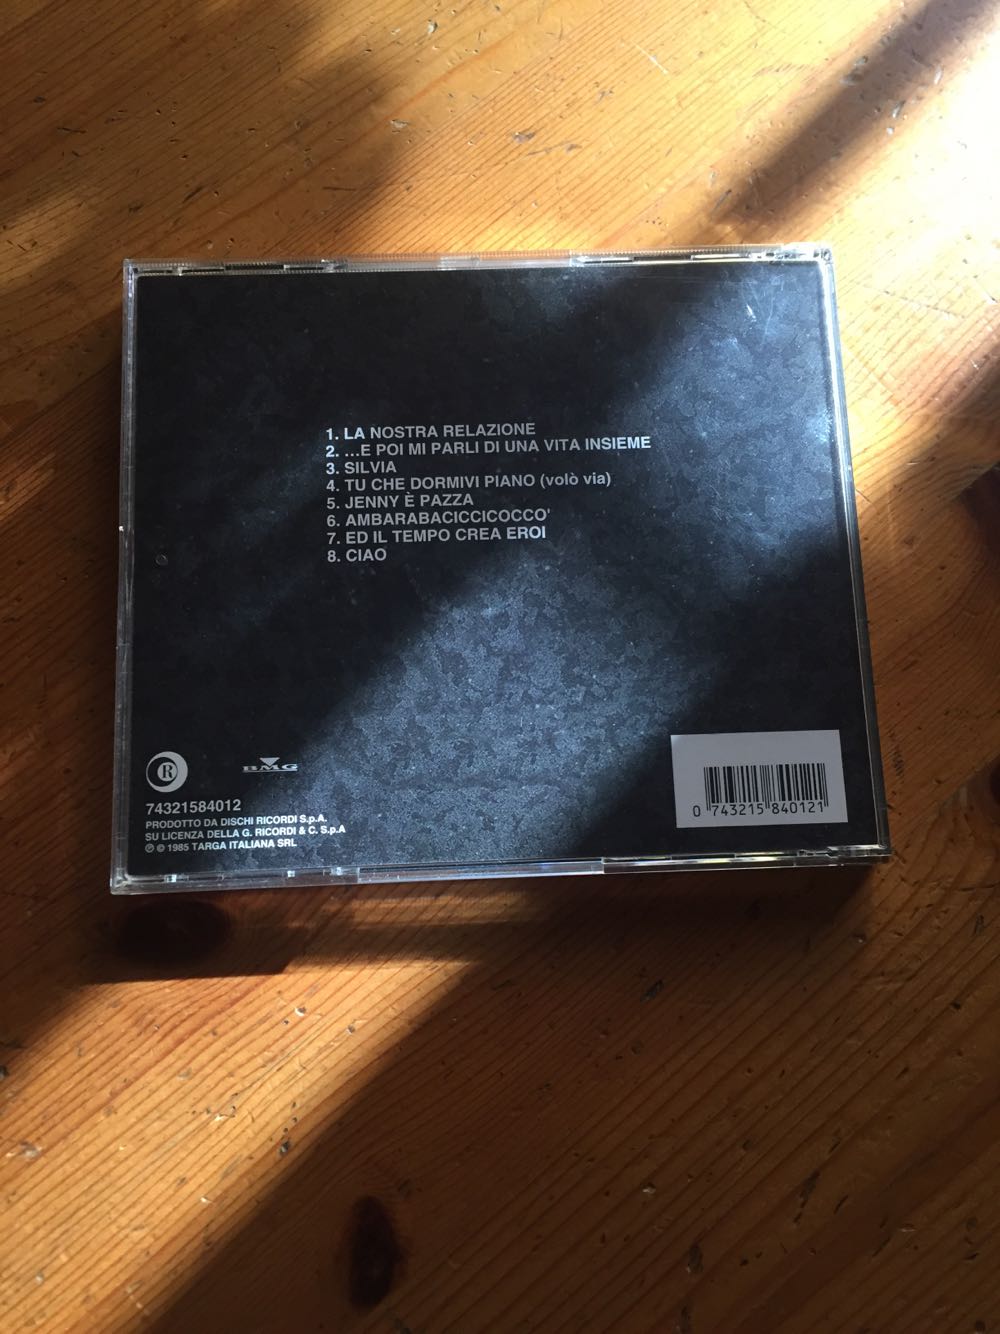 1. LA NOSTRA RELAZIONE
2. ...E POI MI PARLI DI UNA VITA INSIEME
3. SILVIA
4. TU CHE DORMIVI PIANO (volò via)
5. JENNY È PAZZA
6. AMBARABACICCICOCCO'
7. ED IL TEMPO CREA EROI
8. CIAO
R
BMG
74321584012
PRODOTTO DA DISCHI RICORDI S.p.A.
SU LICENZA DELLA G. RICORDI & C. S.p.A
℗ © 1985 TARGA ITALIANA SRL
0 743215 840121